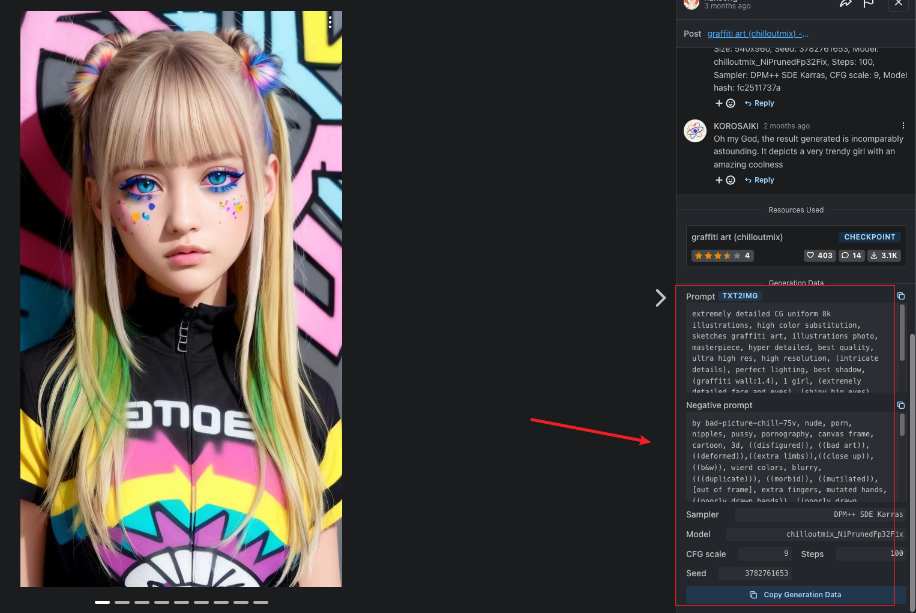 3 months ago
Post graffiti art (chilloutmix) -...
Size: 540x960, Seed: 3782761653, Model:
chilloutmix_NiPrunedFp32Fix, Steps: 100,
Sampler: DPM++ SDE Karras, CFG scale: 9, Model
hash: fc2511737a
Reply
KOROSAIKI 2 months ago
Oh my God, the result generated is incomparably
astounding. It depicts a very trendy girl with an
amazing coolness
Reply
Resources Used
graffiti art (chilloutmix) CHECKPOINT
4 403 14 3.1K
Generation Data
Prompt TXT2IMG
extremely detailed CG uniform 8k
illustrations, high color substitution,
sketches graffiti art, illustrations photo,
masterpiece, hyper detailed, best quality,
ultra high res, high resolution, (intricate
details), perfect lighting, best shadow,
(graffiti wall:1.4), 1 girl, (extremely
detailed face and eyes), (shiny big eyes)
Negative prompt
by bad-picture-chill-75v, nude, porn,
nipples, pussy, pornography, canvas frame,
cartoon, 3d, ((disfigured)), ((bad art)),
((deformed)),((extra limbs)),((close up)),
((b&w)), wierd colors, blurry,
(((duplicate))), ((morbid)), ((mutilated)),
[out of frame], extra fingers, mutated hands,
((poorly drawn hands)), ((poorly drawn
Sampler DPM++ SDE Karras
Model chilloutmix_NiPrunedFp32Fix
CFG scale 9 Steps 100
Seed 3782761653
Copy Generation Data